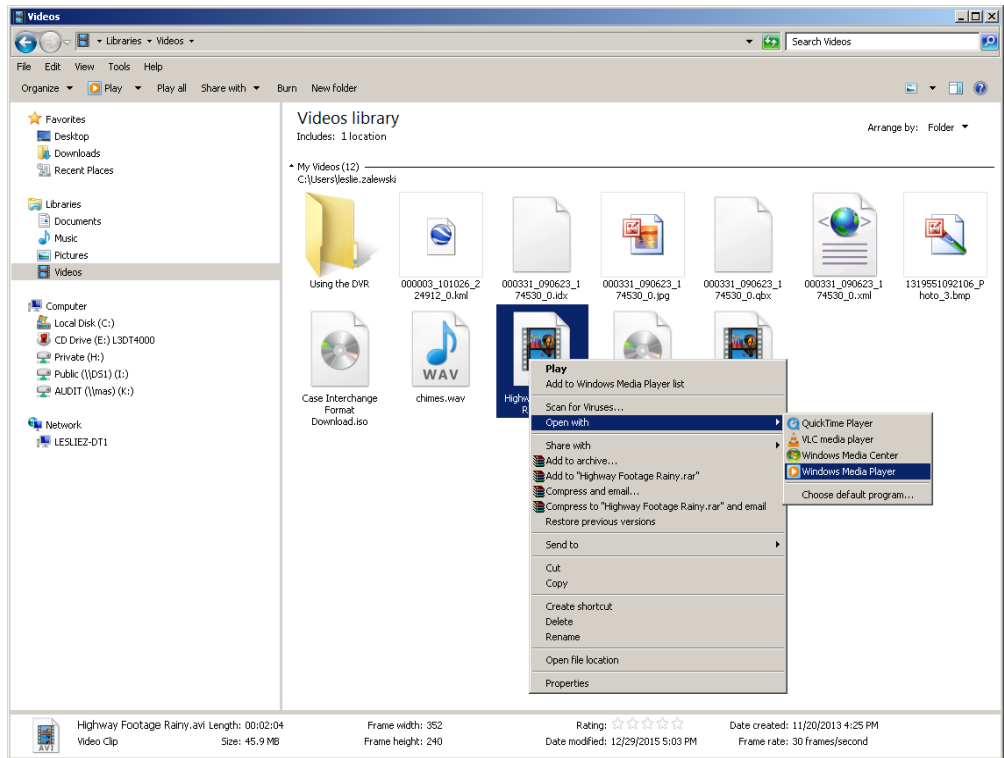 Videos
Libraries Videos
Search Videos
File Edit View Tools Help
Organize Play Play all Share with Burn New folder
Favorites
Desktop
Downloads
Recent Places
Libraries
Documents
Music
Pictures
Videos
Computer
Local Disk (C:)
CD Drive (E:) L3DT4000
Private (H:)
Public (\\DS1) (I:)
AUDIT (\\mas) (K:)
Network
LESLIEZ-DT1
Videos library
Includes: 1 location
Arrange by: Folder
My Videos (12)
C:\Users\leslie.zalewski
Using the DVR
000003_101026_2
24912_0.kml
000331_090623_1
74530_0.idx
000331_090623_1
74530_0.jpg
000331_090623_1
74530_0.qbx
000331_090623_1
74530_0.xml
1319551092106_P
hoto_3.bmp
Case Interchange
Format
Download.iso
WAV
chimes.wav
Highw
R
Play
Add to Windows Media Player list
Scan for Viruses...
Open with
Share with
Add to archive...
Add to "Highway Footage Rainy.rar"
Compress and email...
Compress to "Highway Footage Rainy.rar" and email
Restore previous versions
Send to
Cut
Copy
Create shortcut
Delete
Rename
Open file location
Properties
QuickTime Player
VLC media player
Windows Media Center
Windows Media Player
Choose default program...
AVI
Highway Footage Rainy.avi Length: 00:02:04 Frame width: 352 Rating: Date created: 11/20/2013 4:25 PM
Video Clip Size: 45.9 MB Frame height: 240 Date modified: 12/29/2015 5:03 PM Frame rate: 30 frames/second